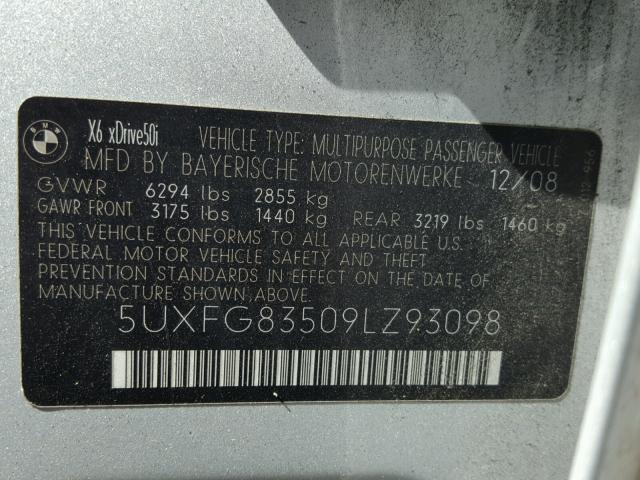 BMW
X6 xDrive50i VEHICLE TYPE: MULTIPURPOSE PASSENGER VEHICLE
MFD BY BAYERISCHE MOTORENWERKE 12/08
GVWR 6294 lbs 2855 kg
GAWR FRONT 3175 lbs 1440 kg REAR 3219 lbs 1460 kg
THIS VEHICLE CONFORMS TO ALL APPLICABLE U.S.
FEDERAL MOTOR VEHICLE SAFETY AND THEFT
PREVENTION STANDARDS IN EFFECT ON THE DATE OF
MANUFACTURE SHOWN ABOVE.
5UXFG83509LZ93098